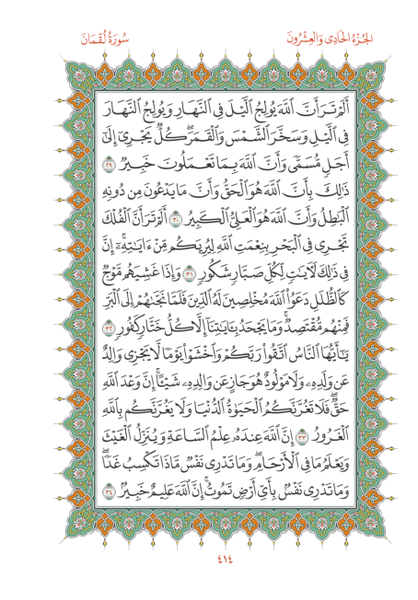 الجُزْءُ الحَادِى وَالعِشْرُونَ
سُورَةُ لُقْمَانَ
أَلَمْ تَرَ أَنَّ ٱللَّهَ يُولِجُ ٱلَّيْلَ فِى ٱلنَّهَارِ وَيُولِجُ ٱلنَّهَارَ
فِى ٱلَّيْلِ وَسَخَّرَ ٱلشَّمْسَ وَٱلْقَمَرَ كُلٌّ يَجْرِىٓ إِلَىٰٓ
أَجَلٍ مُّسَمًّى وَأَنَّ ٱللَّهَ بِمَا تَعْمَلُونَ خَبِيرٌ ٢٩
ذَٰلِكَ بِأَنَّ ٱللَّهَ هُوَ ٱلْحَقُّ وَأَنَّ مَا يَدْعُونَ مِن دُونِهِ
ٱلْبَٰطِلُ وَأَنَّ ٱللَّهَ هُوَ ٱلْعَلِىُّ ٱلْكَبِيرُ ٣٠ أَلَمْ تَرَ أَنَّ ٱلْفُلْكَ
تَجْرِى فِى ٱلْبَحْرِ بِنِعْمَتِ ٱللَّهِ لِيُرِيَكُم مِّنْ ءَايَٰتِهِۦٓ ۚ إِنَّ
فِى ذَٰلِكَ لَءَايَٰتٍ لِّكُلِّ صَبَّارٍ شَكُورٍ ٣١ وَإِذَا غَشِيَهُم مَّوْجٌ
كَٱلظُّلَلِ دَعَوُا۟ ٱللَّهَ مُخْلِصِينَ لَهُ ٱلدِّينَ فَلَمَّا نَجَّىٰهُمْ إِلَى ٱلْبَرِّ
فَمِنْهُم مُّقْتَصِدٌ ۚ وَمَا يَجْحَدُ بِـَٔايَٰتِنَآ إِلَّا كُلُّ خَتَّارٍ كَفُورٍ ٣٢
يَٰٓأَيُّهَا ٱلنَّاسُ ٱتَّقُوا۟ رَبَّكُمْ وَٱخْشَوْا۟ يَوْمًا لَّا يَجْزِى وَالِدٌ
عَن وَلَدِهِۦ وَلَا مَوْلُودٌ هُوَ جَازٍ عَن وَالِدِهِۦ شَيْـًٔا ۚ إِنَّ وَعْدَ ٱللَّهِ
حَقٌّ ۖ فَلَا تَغُرَّنَّكُمُ ٱلْحَيَوٰةُ ٱلدُّنْيَا وَلَا يَغُرَّنَّكُم بِٱللَّهِ
ٱلْغَرُورُ ٣٣ إِنَّ ٱللَّهَ عِندَهُۥ عِلْمُ ٱلسَّاعَةِ وَيُنَزِّلُ ٱلْغَيْثَ
وَيَعْلَمُ مَا فِى ٱلْأَرْحَامِ ۖ وَمَا تَدْرِى نَفْسٌ مَّاذَا تَكْسِبُ غَدًا ۖ
وَمَا تَدْرِى نَفْسٌۢ بِأَىِّ أَرْضٍ تَمُوتُ ۚ إِنَّ ٱللَّهَ عَلِيمٌ خَبِيرٌۢ ٣٤
٤١٤